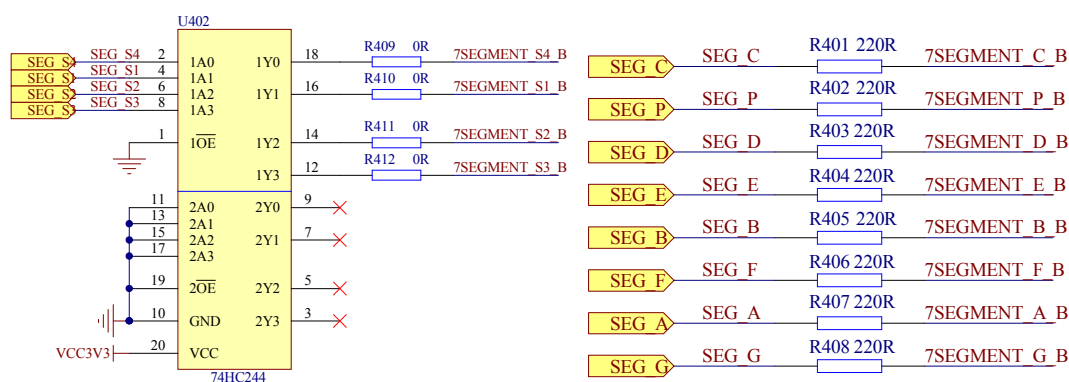 U402
SEG_S4 SEG_S4 2 1A0 1Y0 18 R409 0R 7SEGMENT_S4_B
SEG_S1 SEG_S1 4 1A1
SEG_S2 SEG_S2 6 1A2 1Y1 16 R410 0R 7SEGMENT_S1_B
SEG_S3 SEG_S3 8 1A3
1 1OE 1Y2 14 R411 0R 7SEGMENT_S2_B
1Y3 12 R412 0R 7SEGMENT_S3_B
11 2A0 2Y0 9
13 2A1
15 2A2 2Y1 7
17 2A3
19 2OE 2Y2 5
10 GND 2Y3 3
VCC3V3 20 VCC
74HC244
SEG_C SEG_C R401 220R 7SEGMENT_C_B
SEG_P SEG_P R402 220R 7SEGMENT_P_B
SEG_D SEG_D R403 220R 7SEGMENT_D_B
SEG_E SEG_E R404 220R 7SEGMENT_E_B
SEG_B SEG_B R405 220R 7SEGMENT_B_B
SEG_F SEG_F R406 220R 7SEGMENT_F_B
SEG_A SEG_A R407 220R 7SEGMENT_A_B
SEG_G SEG_G R408 220R 7SEGMENT_G_B